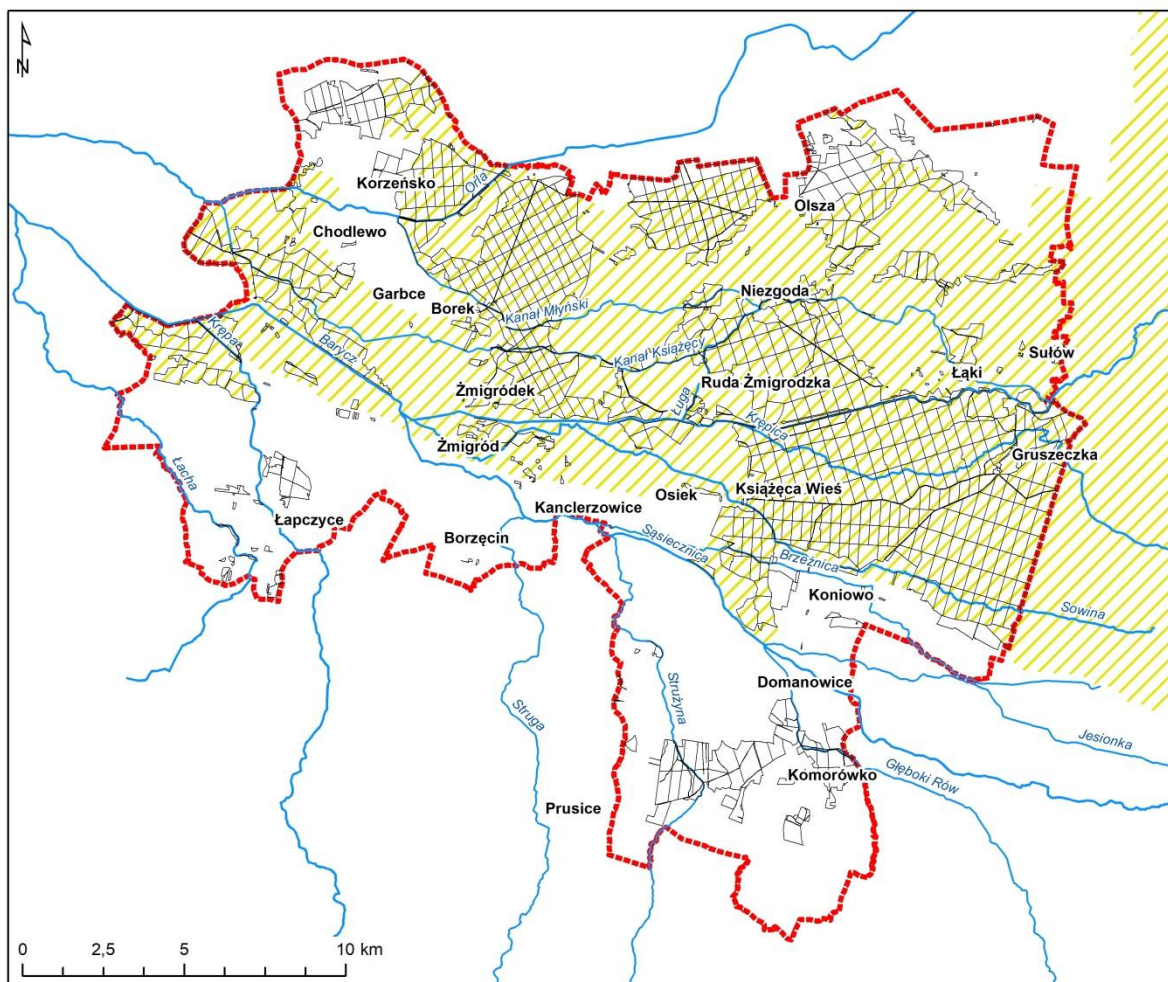 N
Korzeńsko
Orla
Olsza
Chodlewo
Garbce
Borek
Niezgoda
Kanał Młyński
Krępa
Barycz
Kanał Książęcy
Sułów
Łąki
Żmigródek
Ruda Żmigrodzka
Ługa
Krępica
Żmigród
Gruszeczka
Łacha
Osiek
Książęca Wieś
Kanclerzowice
Łapczyce
Borzęcin
Sąsiecznica
Brzeźnica
Koniowo
Sowina
Domanowice
Strużyna
Struga
Jesionka
Głęboki Rów
Komorówko
Prusice
0 2,5 5 10 km